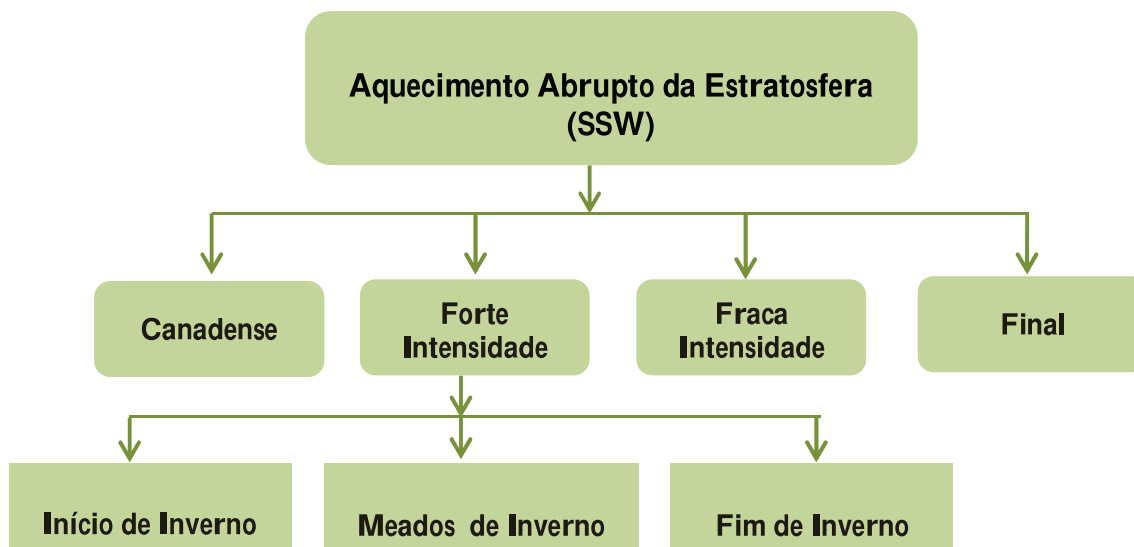 Aquecimento Abrupto da Estratosfera
(SSW)
Canadense
Forte
Intensidade
Fraca
Intensidade
Final
Início de Inverno
Meados de Inverno
Fim de Inverno